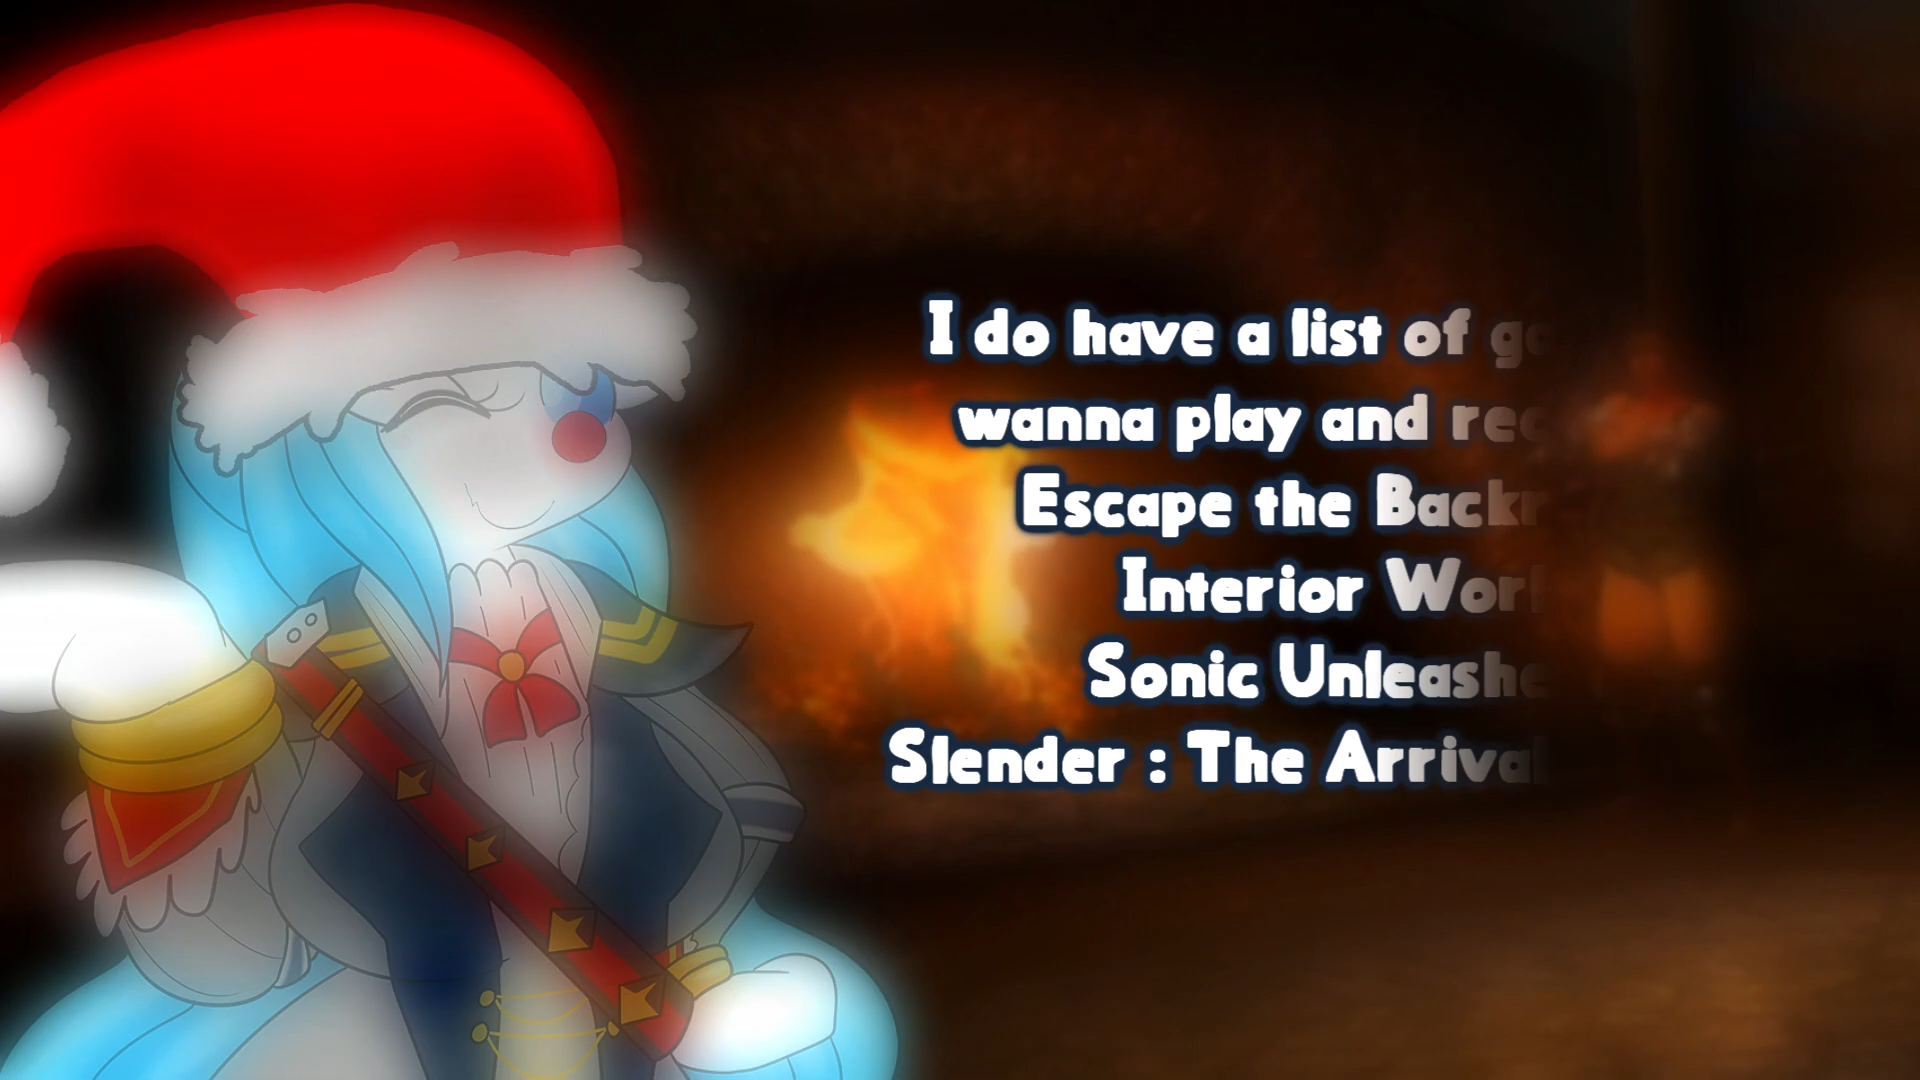 I do have a list of
wanna play and
Escape the
Interior
Sonic
Slender : The